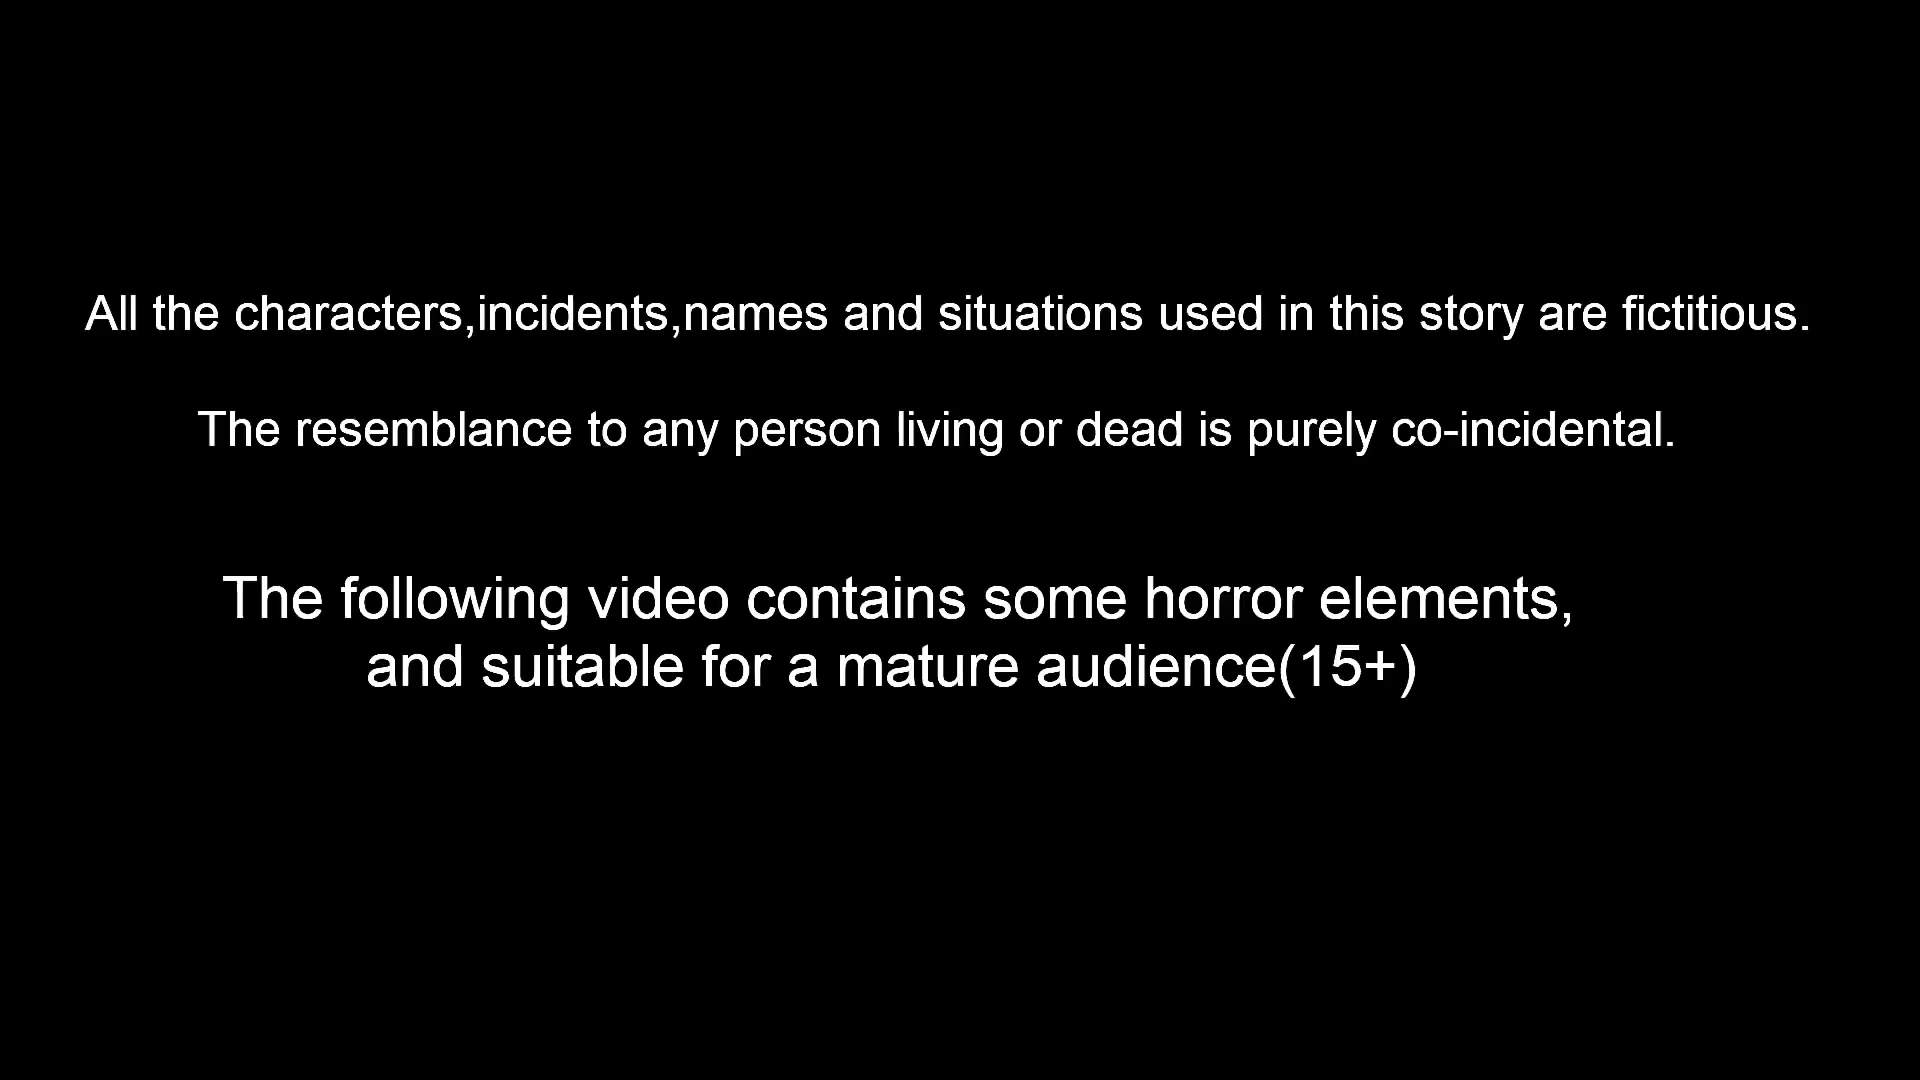 All the characters,incidents,names and situations used in this story are fictitious.
The resemblance to any person living or dead is purely co-incidental.
The following video contains some horror elements,
and suitable for a mature audience(15+)